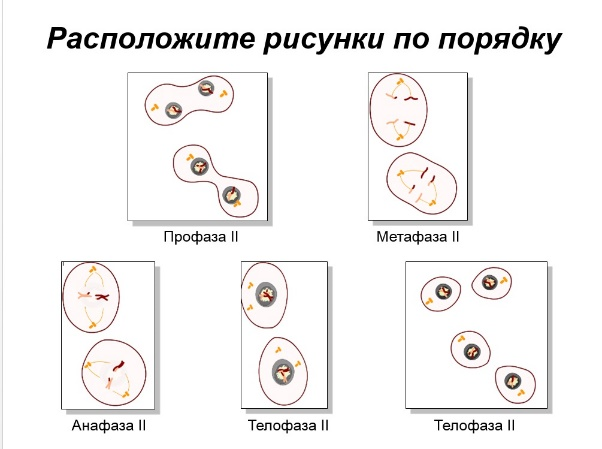 Расположите рисунки по порядку
Профаза II
Метафаза II
Анафаза II
Телофаза II
Телофаза II